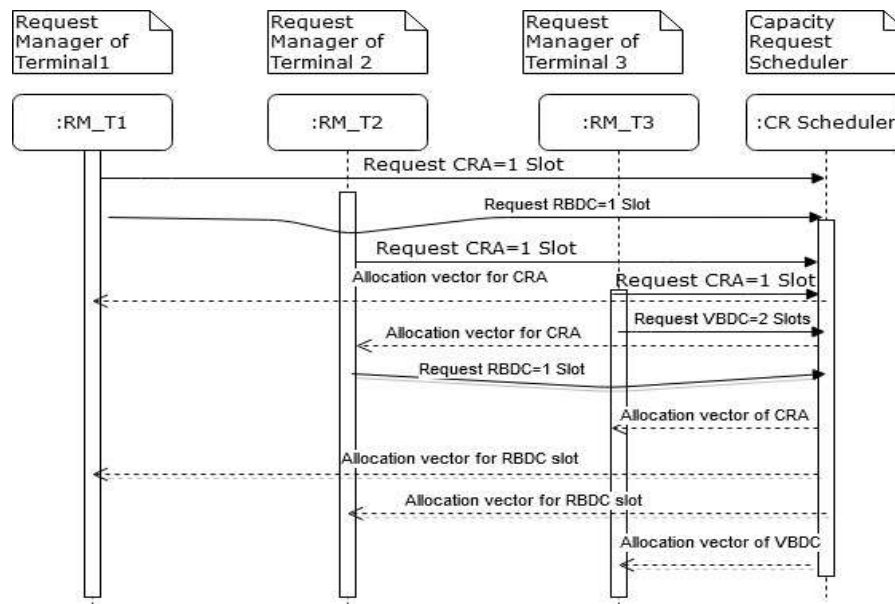 Request
Manager of
Terminal1
Request
Manager of
Terminal 2
Request
Manager of
Terminal 3
Capacity
Request
Scheduler
:RM_T1
:RM_T2
:RM_T3
:CR Scheduler
Request CRA=1 Slot
Request RBDC=1 Slot
Request CRA=1 Slot
Allocation vector for CRA
Request CRA=1 Slot
Request VBDC=2 Slots
Allocation vector for CRA
Request RBDC=1 Slot
Allocation vector of CRA
Allocation vector for RBDC slot
Allocation vector for RBDC slot
Allocation vector of VBDC